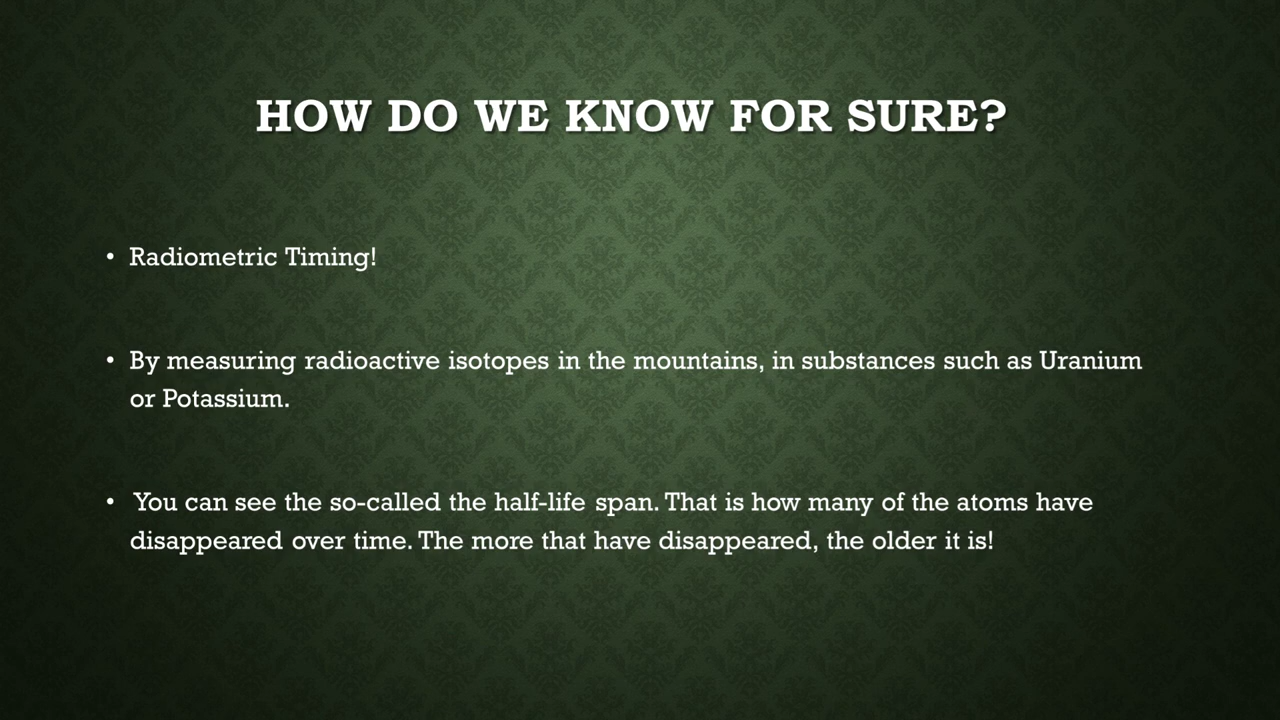 HOW DO WE KNOW FOR SURE?
• Radiometric Timing!
• By measuring radioactive isotopes in the mountains, in substances such as Uranium
or Potassium.
• You can see the so-called the half-life span. That is how many of the atoms have
disappeared over time. The more that have disappeared, the older it is!